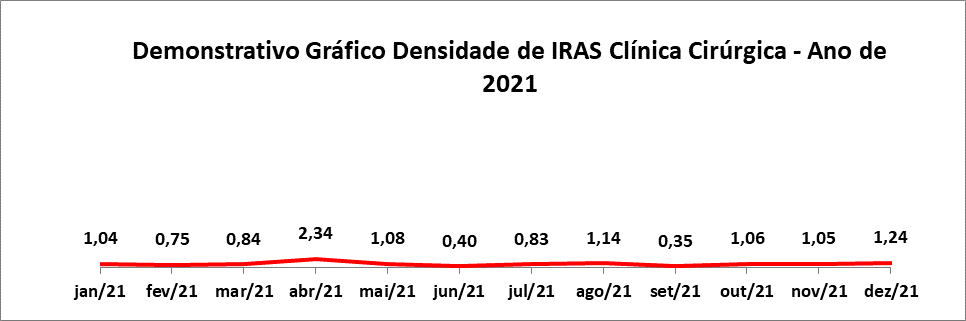 Demonstrativo Gráfico Densidade de IRAS Clínica Cirúrgica - Ano de
2021
1,04 0,75 0,84 2,34 1,08 0,40 0,83 1,14 0,35 1,06 1,05 1,24
jan/21 fev/21 mar/21 abr/21 mai/21 jun/21 jul/21 ago/21 set/21 out/21 nov/21 dez/21